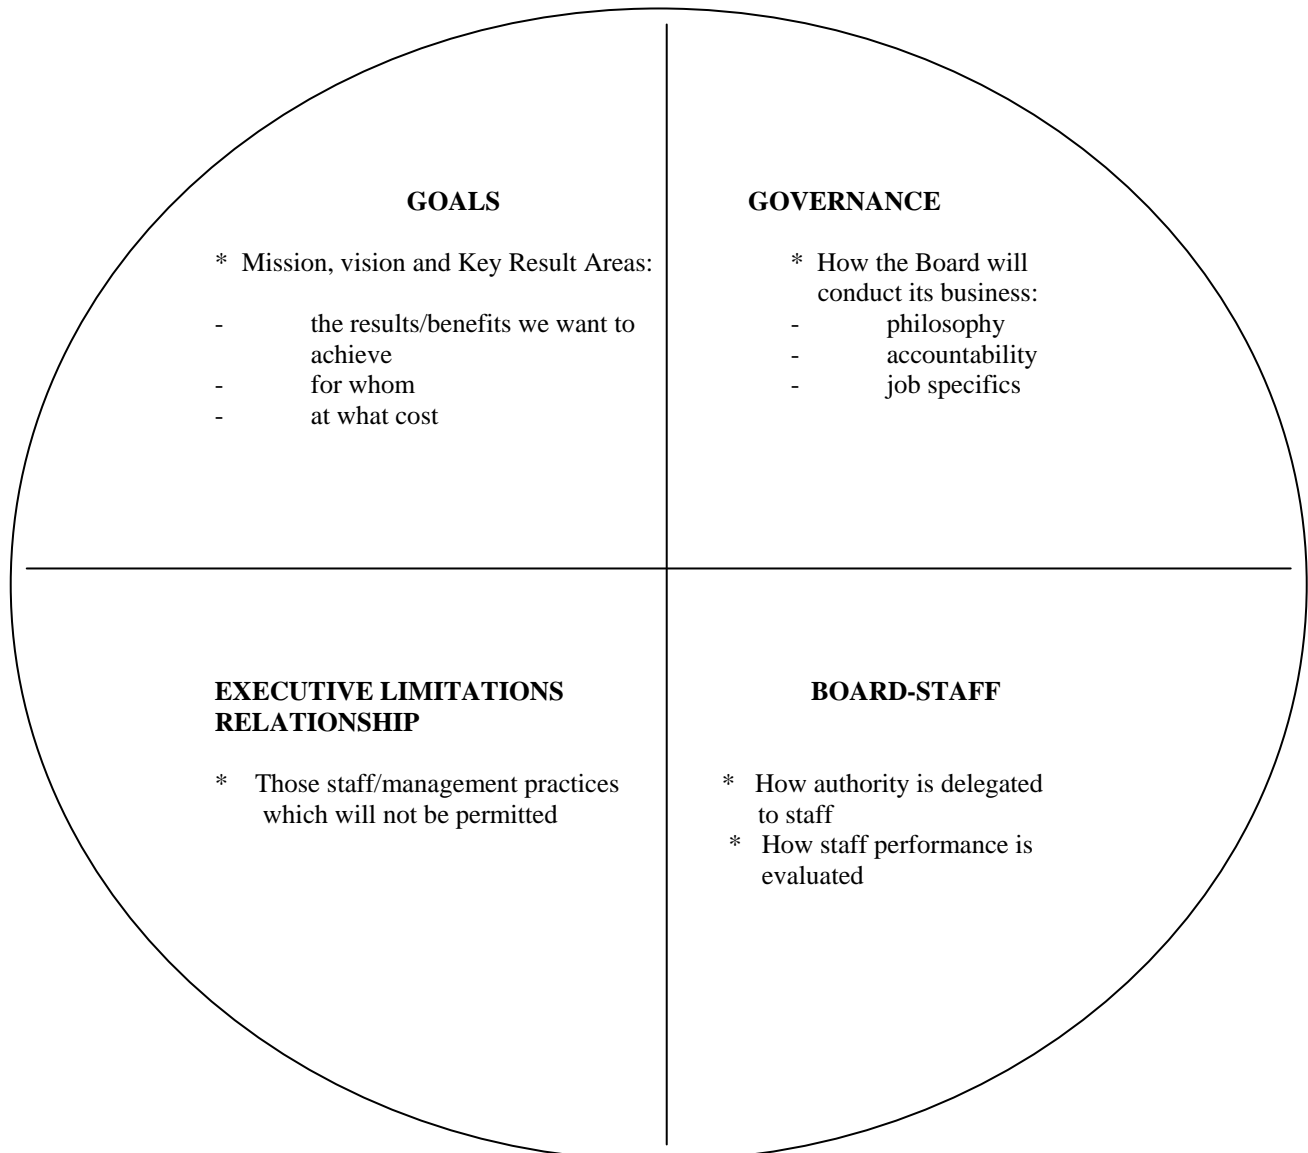 GOALS
* Mission, vision and Key Result Areas:
- the results/benefits we want to
achieve
- for whom
- at what cost
GOVERNANCE
* How the Board will
conduct its business:
- philosophy
- accountability
- job specifics
EXECUTIVE LIMITATIONS
RELATIONSHIP
* Those staff/management practices
which will not be permitted
BOARD-STAFF
* How authority is delegated
to staff
* How staff performance is
evaluated